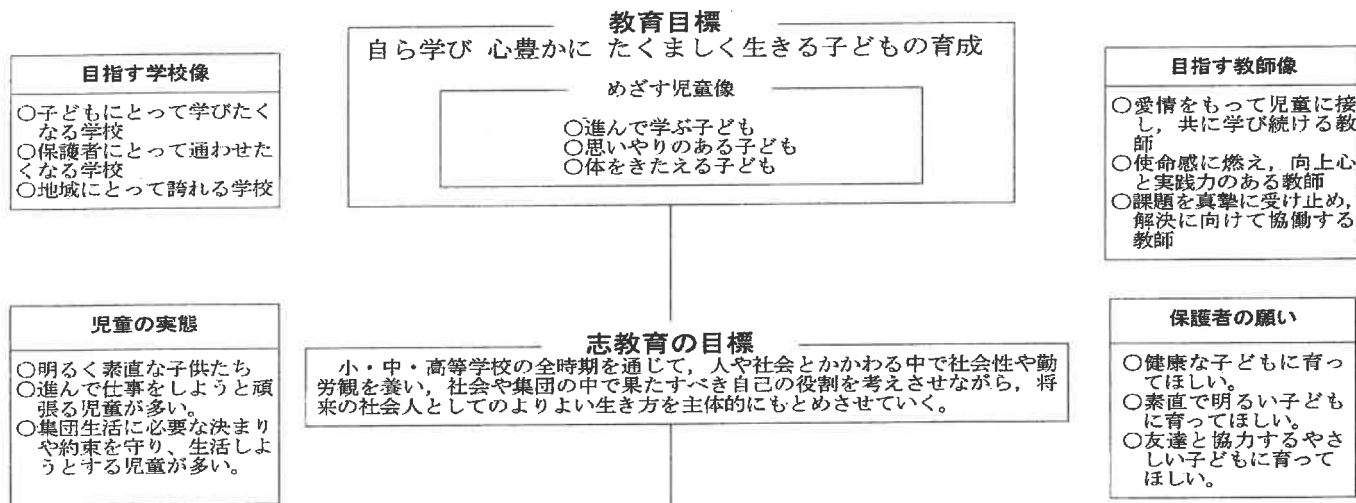 教育目標
自ら学び 心豊かに たくましく生きる子どもの育成
めざす児童像
○進んで学ぶ子ども
○思いやりのある子ども
○体をきたえる子ども
目指す学校像
○子どもにとって学びたく
なる学校
○保護者にとって通わせた
くなる学校
○地域にとって誇れる学校
目指す教師像
○愛情をもって児童に接
し，共に学び続ける教
師
○使命感に燃え，向上心
と実践力のある教師
○課題を真摯に受け止め，
解決に向けて協働する
教師
児童の実態
○明るく素直な子供たち
○進んで仕事をしようと頑
張る児童が多い。
○集団生活に必要な決まり
や約束を守り、生活しよ
うとする児童が多い。
志教育の目標
小・中・高等学校の全時期を通じて，人や社会とかかわる中で社会性や勤
労観を養い，社会や集団の中で果たすべき自己の役割を考えさせながら，将
来の社会人としてのよりよい生き方を主体的にもとめさせていく。
保護者の願い
○健康な子どもに育っ
てほしい。
○素直で明るい子ども
に育ってほしい。
○友達と協力するやさ
しい子どもに育って
ほしい。